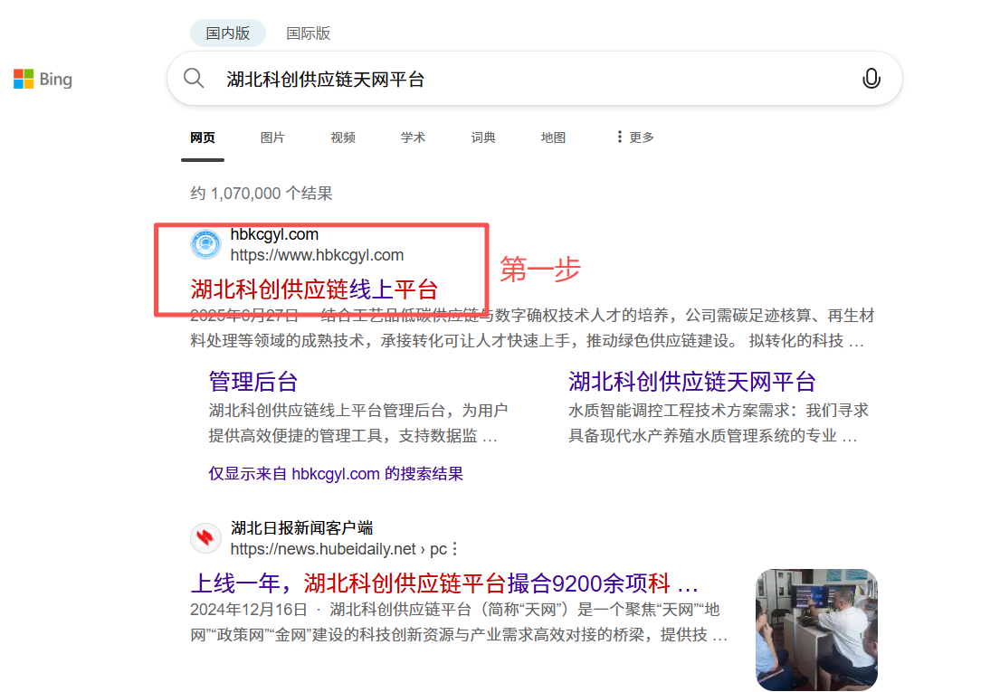 国内版 国际版
Bing
湖北科创供应链天网平台
网页 图片 视频 学术 词典 地图 更多
约 1,070,000 个结果
hbkcgyl.com
https://www.hbkcgyl.com
第一步
湖北科创供应链线上平台
2025年6月27日 · 结合工艺品低碳供应链与数字确权技术人才的培养，公司需碳足迹核算、再生材
料处理等领域的成熟技术，承接转化可让人才快速上手，推动绿色供应链建设。 拟转化的科技 …
管理后台
湖北科创供应链线上平台管理后台，为用户
提供高效便捷的管理工具，支持数据监 …
湖北科创供应链天网平台
水质智能调控工程技术方案需求：我们寻求
具备现代水产养殖水质管理系统的专业 …
仅显示来自 hbkcgyl.com 的搜索结果
湖北日报新闻客户端
https://news.hubeidaily.net › pc
上线一年，湖北科创供应链平台撮合9200余项科 …
2024年12月16日 · 湖北科创供应链平台（简称“天网”）是一个聚焦“天网”“地
网”“政策网”“金网”建设的科技创新资源与产业需求高效对接的桥梁，提供技 …